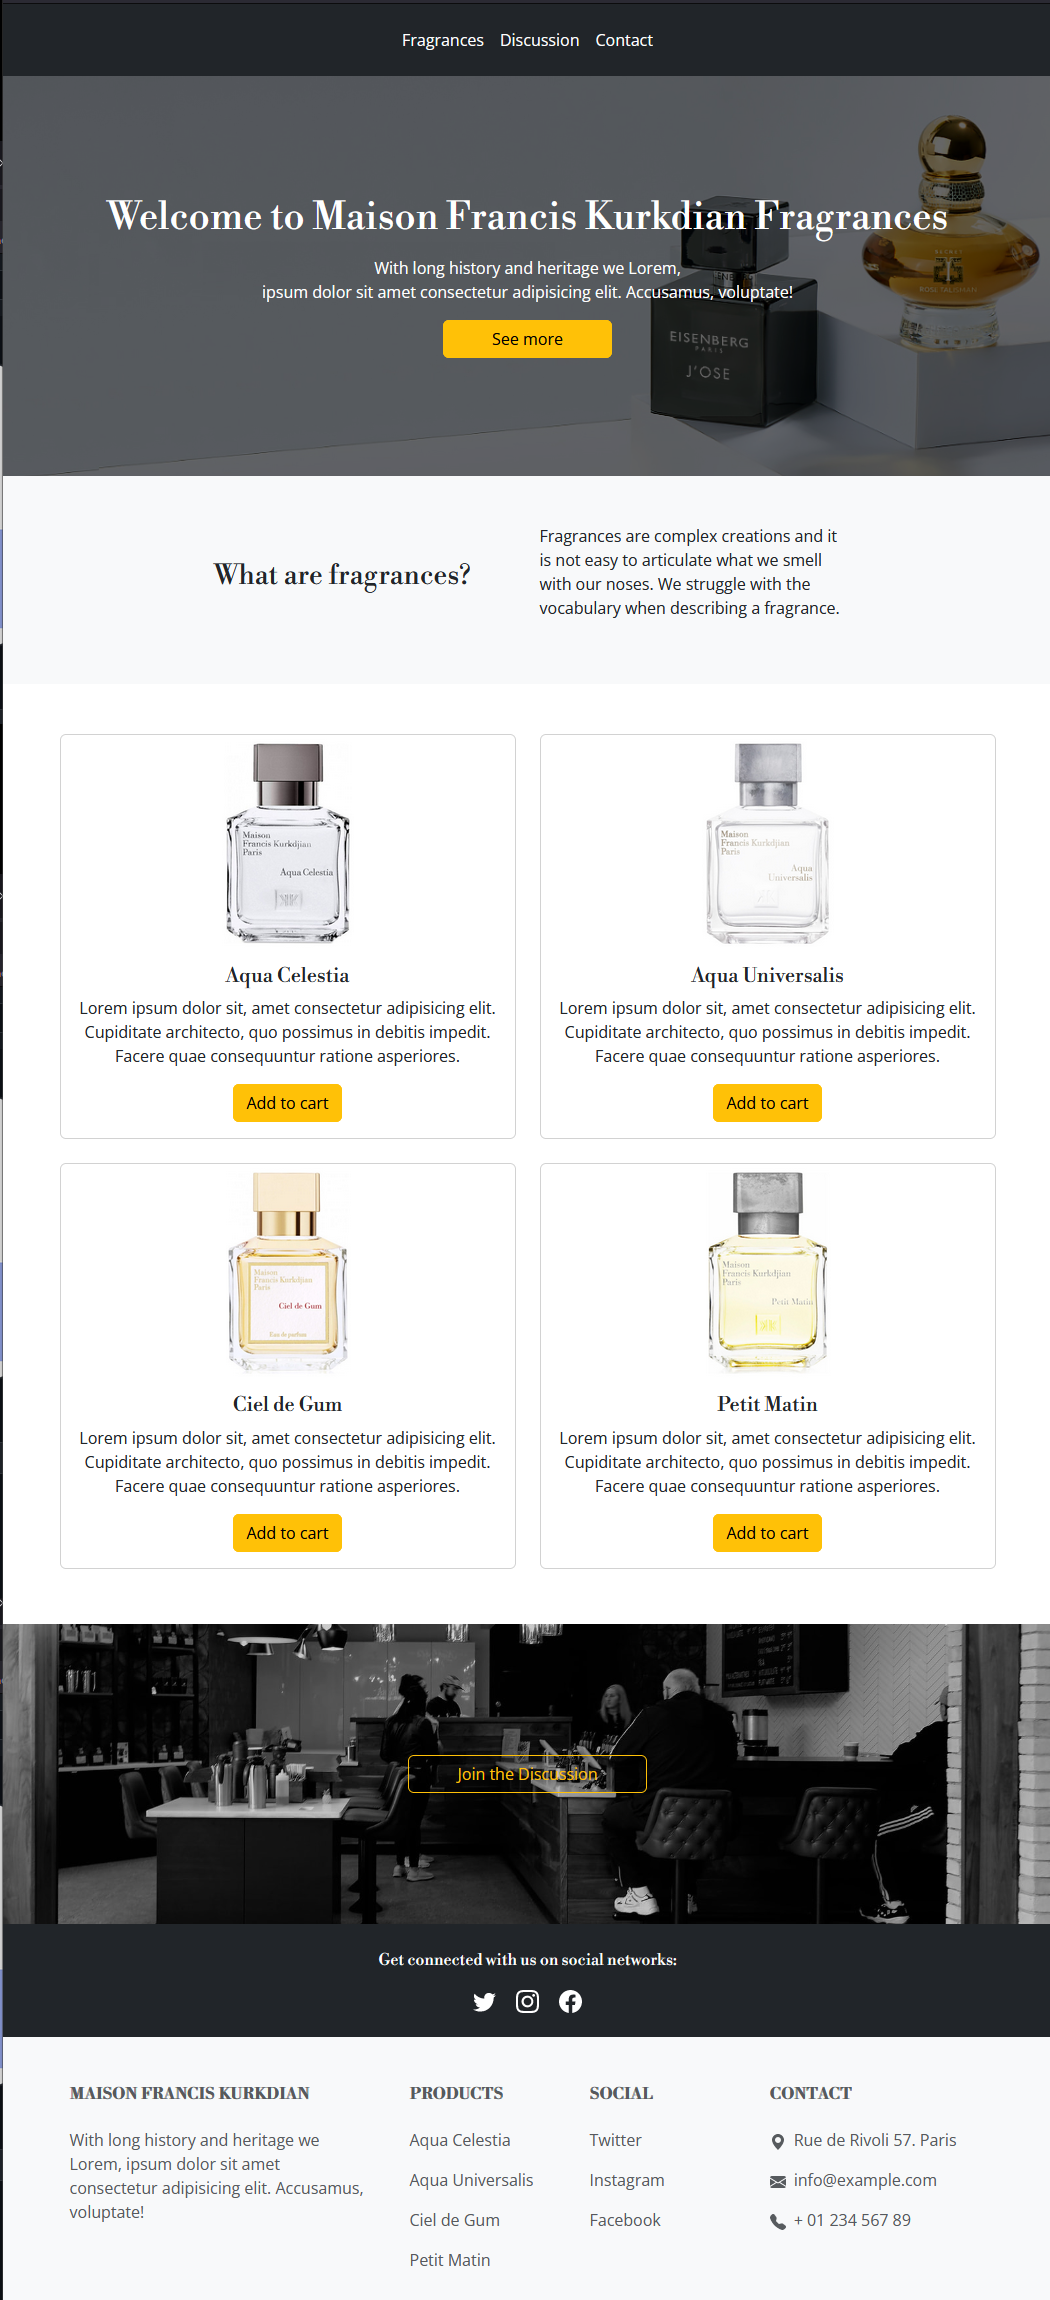 Fragrances Discussion Contact
Welcome to Maison Francis Kurkdian Fragrances
With long history and heritage we Lorem,
ipsum dolor sit amet consectetur adipisicing elit. Accusamus, voluptate!
See more
EISENBERG
PARIS
J'OSE
What are fragrances?
Fragrances are complex creations and it
is not easy to articulate what we smell
with our noses. We struggle with the
vocabulary when describing a fragrance.
Maison
Francis Kurkdjian
Paris
Aqua Celestia
Aqua Celestia
Lorem ipsum dolor sit, amet consectetur adipisicing elit.
Cupiditate architecto, quo possimus in debitis impedit.
Facere quae consequuntur ratione asperiores.
Add to cart
Maison
Francis Kurkdjian
Paris
Aqua
Universalis
Aqua Universalis
Lorem ipsum dolor sit, amet consectetur adipisicing elit.
Cupiditate architecto, quo possimus in debitis impedit.
Facere quae consequuntur ratione asperiores.
Add to cart
Maison
Francis Kurkdjian
Paris
Ciel de Gum
Eau de parfum
Ciel de Gum
Lorem ipsum dolor sit, amet consectetur adipisicing elit.
Cupiditate architecto, quo possimus in debitis impedit.
Facere quae consequuntur ratione asperiores.
Add to cart
Maison
Francis Kurkdjian
Paris
Petit Matin
Petit Matin
Lorem ipsum dolor sit, amet consectetur adipisicing elit.
Cupiditate architecto, quo possimus in debitis impedit.
Facere quae consequuntur ratione asperiores.
Add to cart
Join the Discussion
Get connected with us on social networks:
MAISON FRANCIS KURKDIAN
With long history and heritage we
Lorem, ipsum dolor sit amet
consectetur adipisicing elit. Accusamus,
voluptate!
PRODUCTS
Aqua Celestia
Aqua Universalis
Ciel de Gum
Petit Matin
SOCIAL
Twitter
Instagram
Facebook
CONTACT
Rue de Rivoli 57. Paris
info@example.com
+ 01 234 567 89